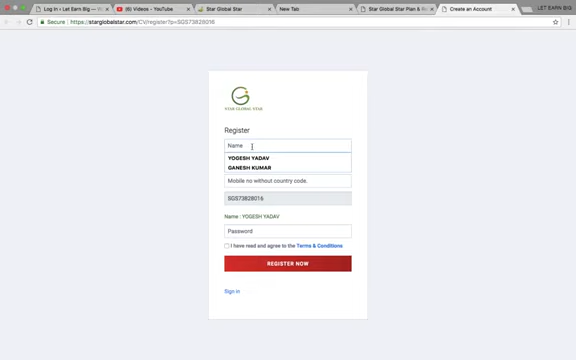 Log In ‹ Let Earn Big — W
(6) Videos - YouTube
Star Global Star
New Tab
Star Global Star Plan & R
Create an Account
LET EARN BIG
Secure
https://starglobalstar.com/CV/register?p=SGS73828016
STAR GLOBAL STAR
Register
Name
YOGESH YADAV
GANESH KUMAR
Mobile no without country code.
SGS73828016
Name : YOGESH YADAV
Password
I have read and agree to the Terms & Conditions
REGISTER NOW
Sign in